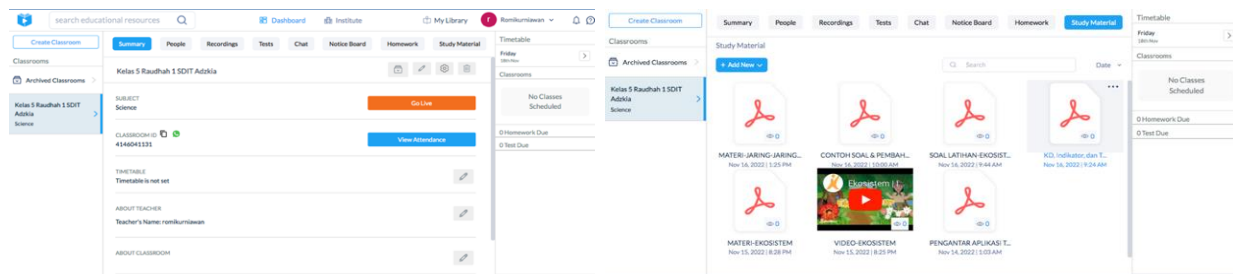 search educational resources
Dashboard
Institute
My Library
r
Romikurniawan
Create Classroom
Classrooms
Archived Classrooms
Kelas 5 Raudhah 1 SDIT
Adzkia
Science
Summary
People
Recordings
Tests
Chat
Notice Board
Homework
Study Material
Kelas 5 Raudhah 1 SDIT Adzkia
SUBJECT
Science
Go Live
CLASSROOM ID
4146041331
View Attendance
TIMETABLE
Timetable is not set
ABOUT TEACHER
Teacher's Name: romikurniawan
ABOUT CLASSROOM
Timetable
Friday
18th Nov
Classrooms
No Classes
Scheduled
0 Homework Due
0 Test Due
Create Classroom
Classrooms
Archived Classrooms
Kelas 5 Raudhah 1 SDIT
Adzkia
Science
Summary
People
Recordings
Tests
Chat
Notice Board
Homework
Study Material
Study Material
+ Add New
Search
Date
0
0
0
0
MATERI-JARING-JARING...
Nov 16, 2022 | 1:25 PM
CONTOH SOAL & PEMBAH...
Nov 16, 2022 | 10:00 AM
SOAL LATIHAN-EKOSIST...
Nov 16, 2022 | 9:44 AM
KD, Indikator, dan T...
Nov 16, 2022 | 9:24 AM
Ekosistem I I
0
0
0
MATERI-EKOSISTEM
Nov 15, 2022 | 8:28 PM
VIDEO-EKOSISTEM
Nov 15, 2022 | 8:25 PM
PENGANTAR APLIKASI T...
Nov 14, 2022 | 1:03 AM
Timetable
Friday
18th Nov
Classrooms
No Classes
Scheduled
0 Homework Due
0 Test Due